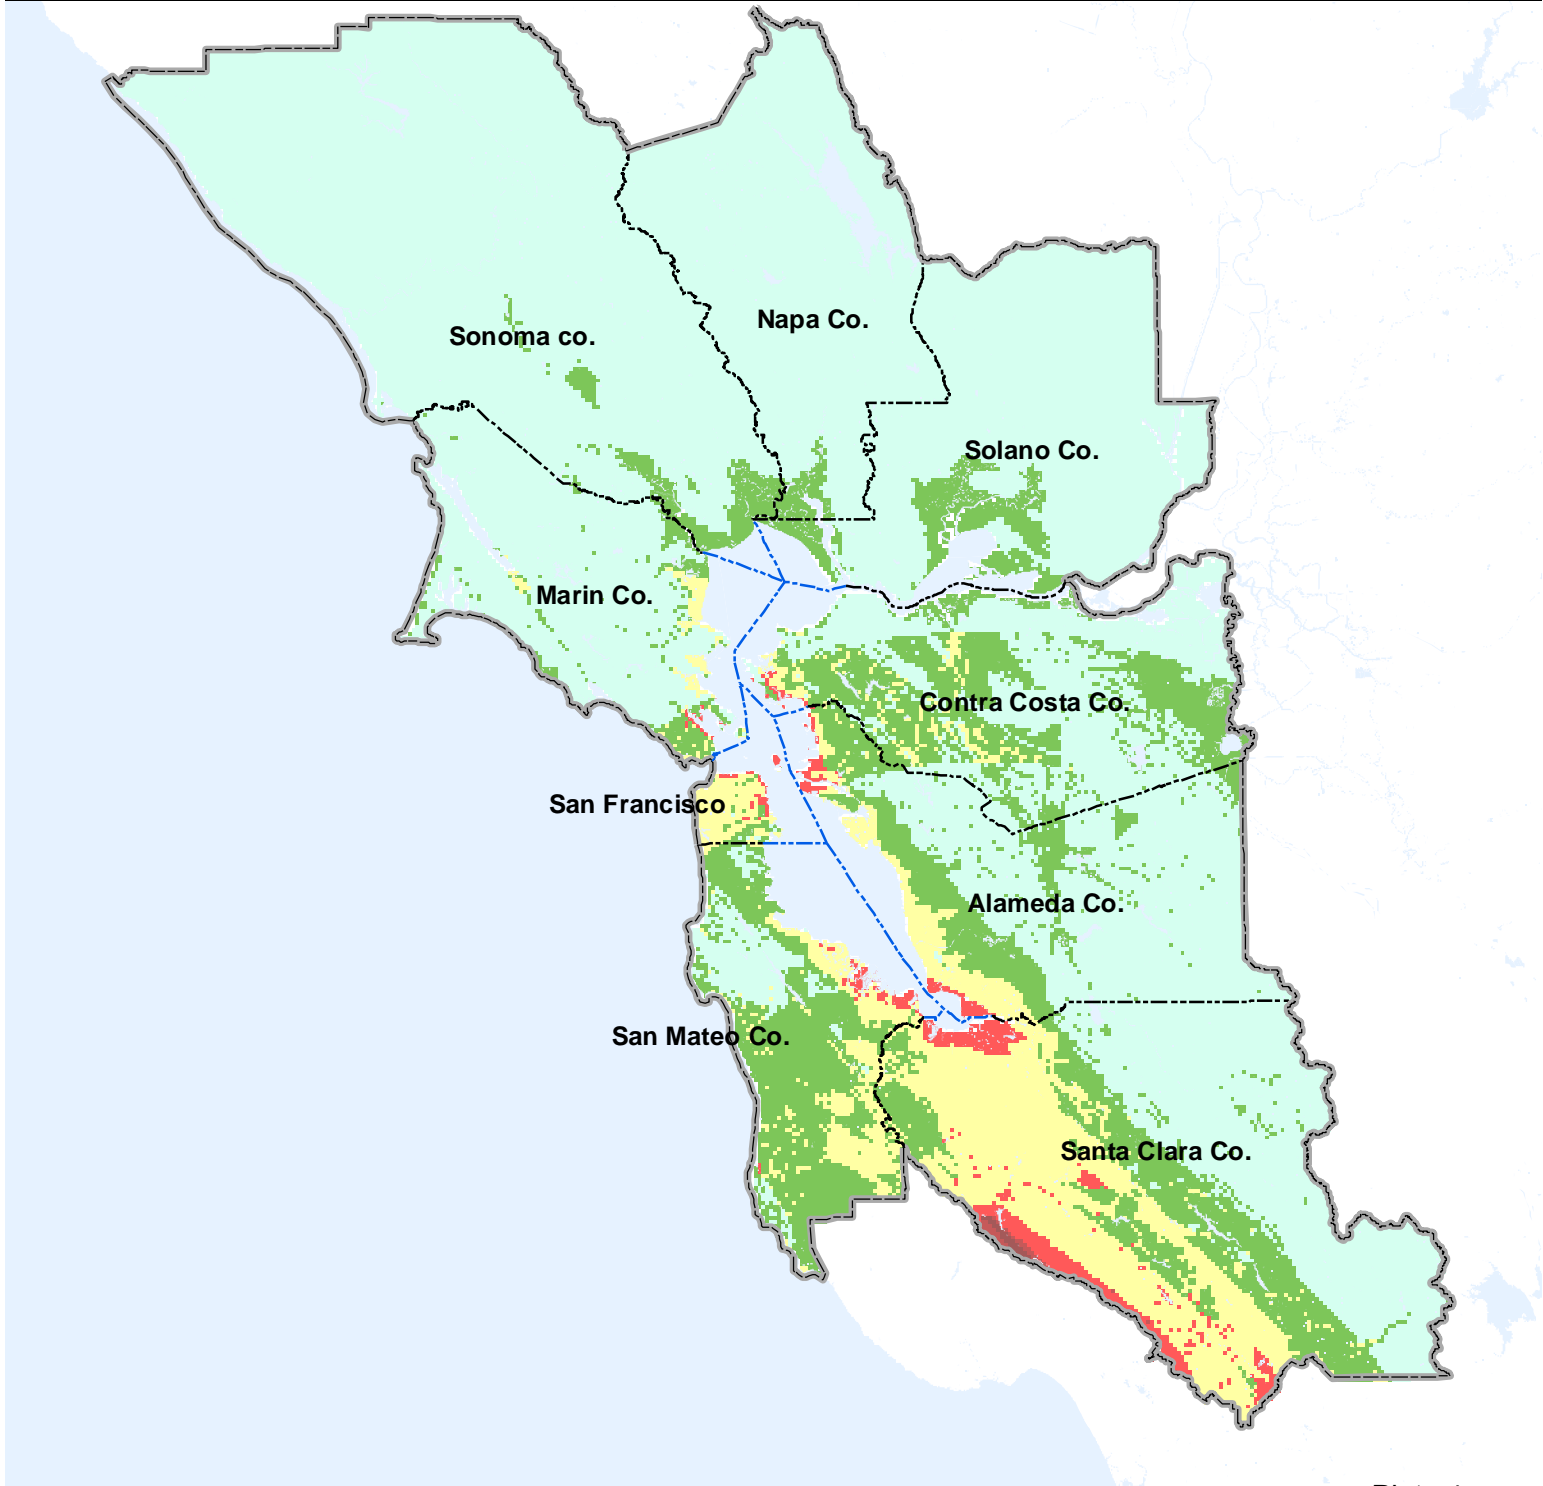 Napa Co.
Sonoma co.
Solano Co.
Marin Co.
Contra Costa Co.
San Francisco
Alameda Co.
San Mateo Co.
Santa Clara Co.